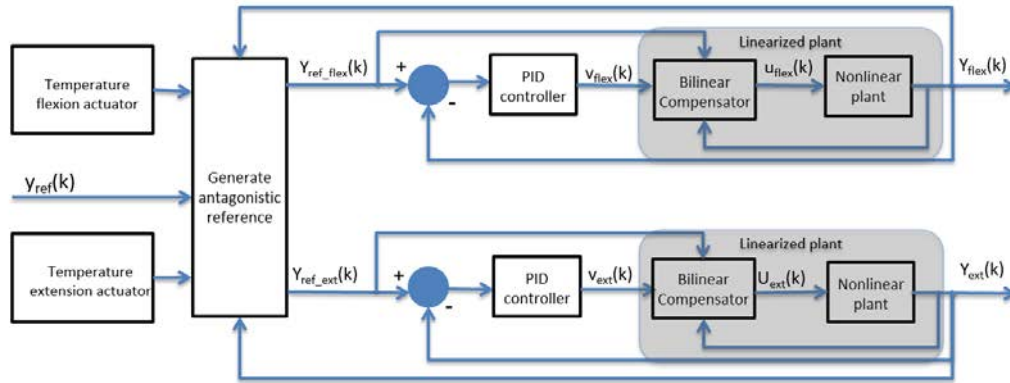 Linearized plant
Temperature
flexion actuator
Y_ref_flex(k)
+
-
PID
controller
v_flex(k)
Bilinear
Compensator
u_flex(k)
Nonlinear
plant
Y_flex(k)
y_ref(k)
Generate
antagonistic
reference
Linearized plant
Temperature
extension actuator
Y_ref_ext(k)
+
-
PID
controller
v_ext(k)
Bilinear
Compensator
U_ext(k)
Nonlinear
plant
Y_ext(k)